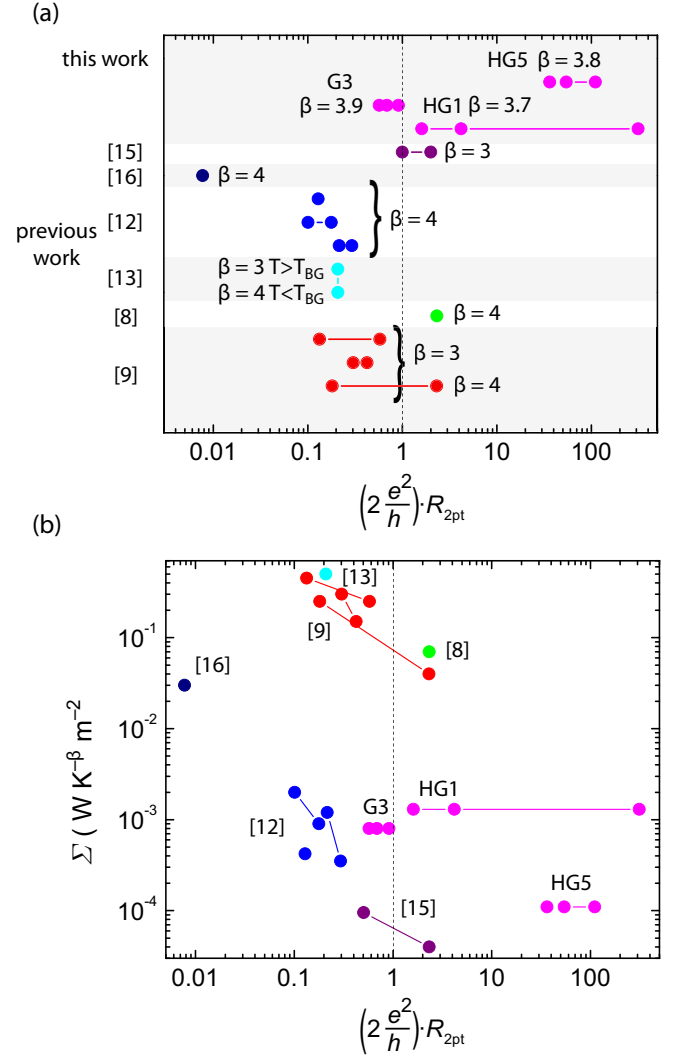 (a)
this work
HG5 β = 3.8
G3
β = 3.9
HG1 β = 3.7
[15]
β = 3
[16]
β = 4
[12]
β = 4
previous
work
[13]
β = 3 T>T_BG
β = 4 T<T_BG
[8]
β = 4
[9]
β = 3
β = 4
0.01 0.1 1 10 100
(2 e²/h)·R_2pt
(b)
[13]
[9]
[8]
[16]
10⁻¹
10⁻²
10⁻³
10⁻⁴
Σ ( W K⁻ᵝ m⁻²
G3
HG1
[12]
HG5
[15]
0.01 0.1 1 10 100
(2 e²/h)·R_2pt